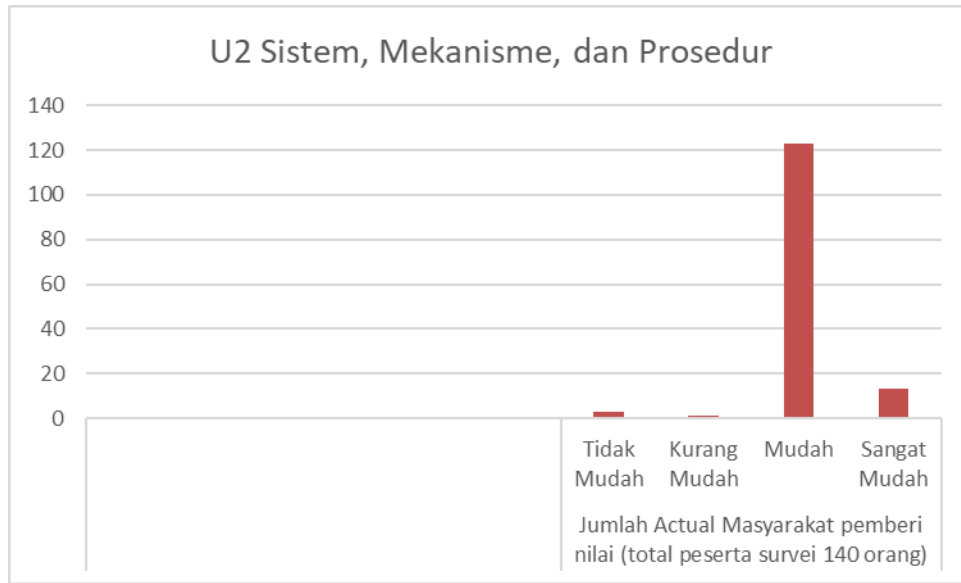 U2 Sistem, Mekanisme, dan Prosedur
140
120
100
80
60
40
20
0
Tidak Mudah
Kurang Mudah
Mudah
Sangat Mudah
Jumlah Actual Masyarakat pemberi
nilai (total peserta survei 140 orang)